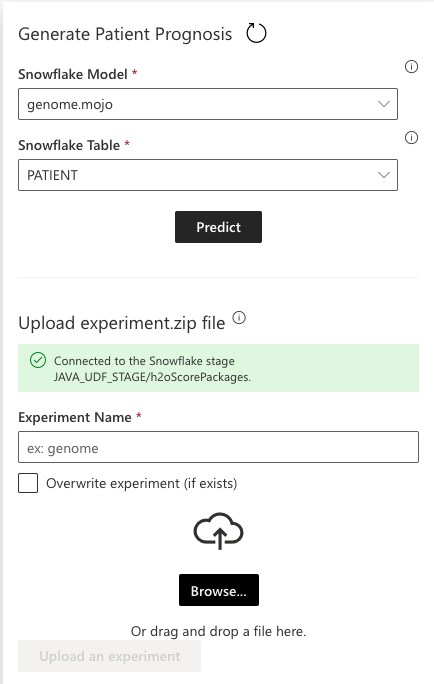 Generate Patient Prognosis
Snowflake Model *
genome.mojo
Snowflake Table *
PATIENT
Predict
Upload experiment.zip file
Connected to the Snowflake stage
JAVA_UDF_STAGE/h2oScorePackages.
Experiment Name *
ex: genome
Overwrite experiment (if exists)
Browse...
Or drag and drop a file here.
Upload an experiment